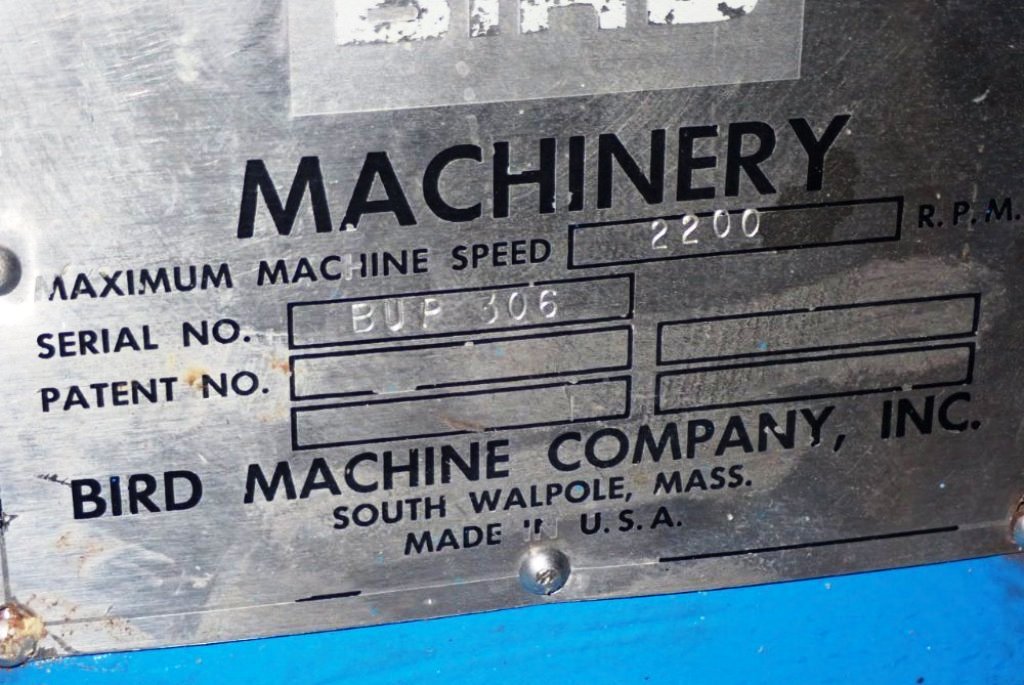 BIRD
MACHINERY
MAXIMUM MACHINE SPEED 2200 R.P.M.
SERIAL NO. BUP 306
PATENT NO.
BIRD MACHINE COMPANY, INC.
SOUTH WALPOLE, MASS.
MADE IN U.S.A.